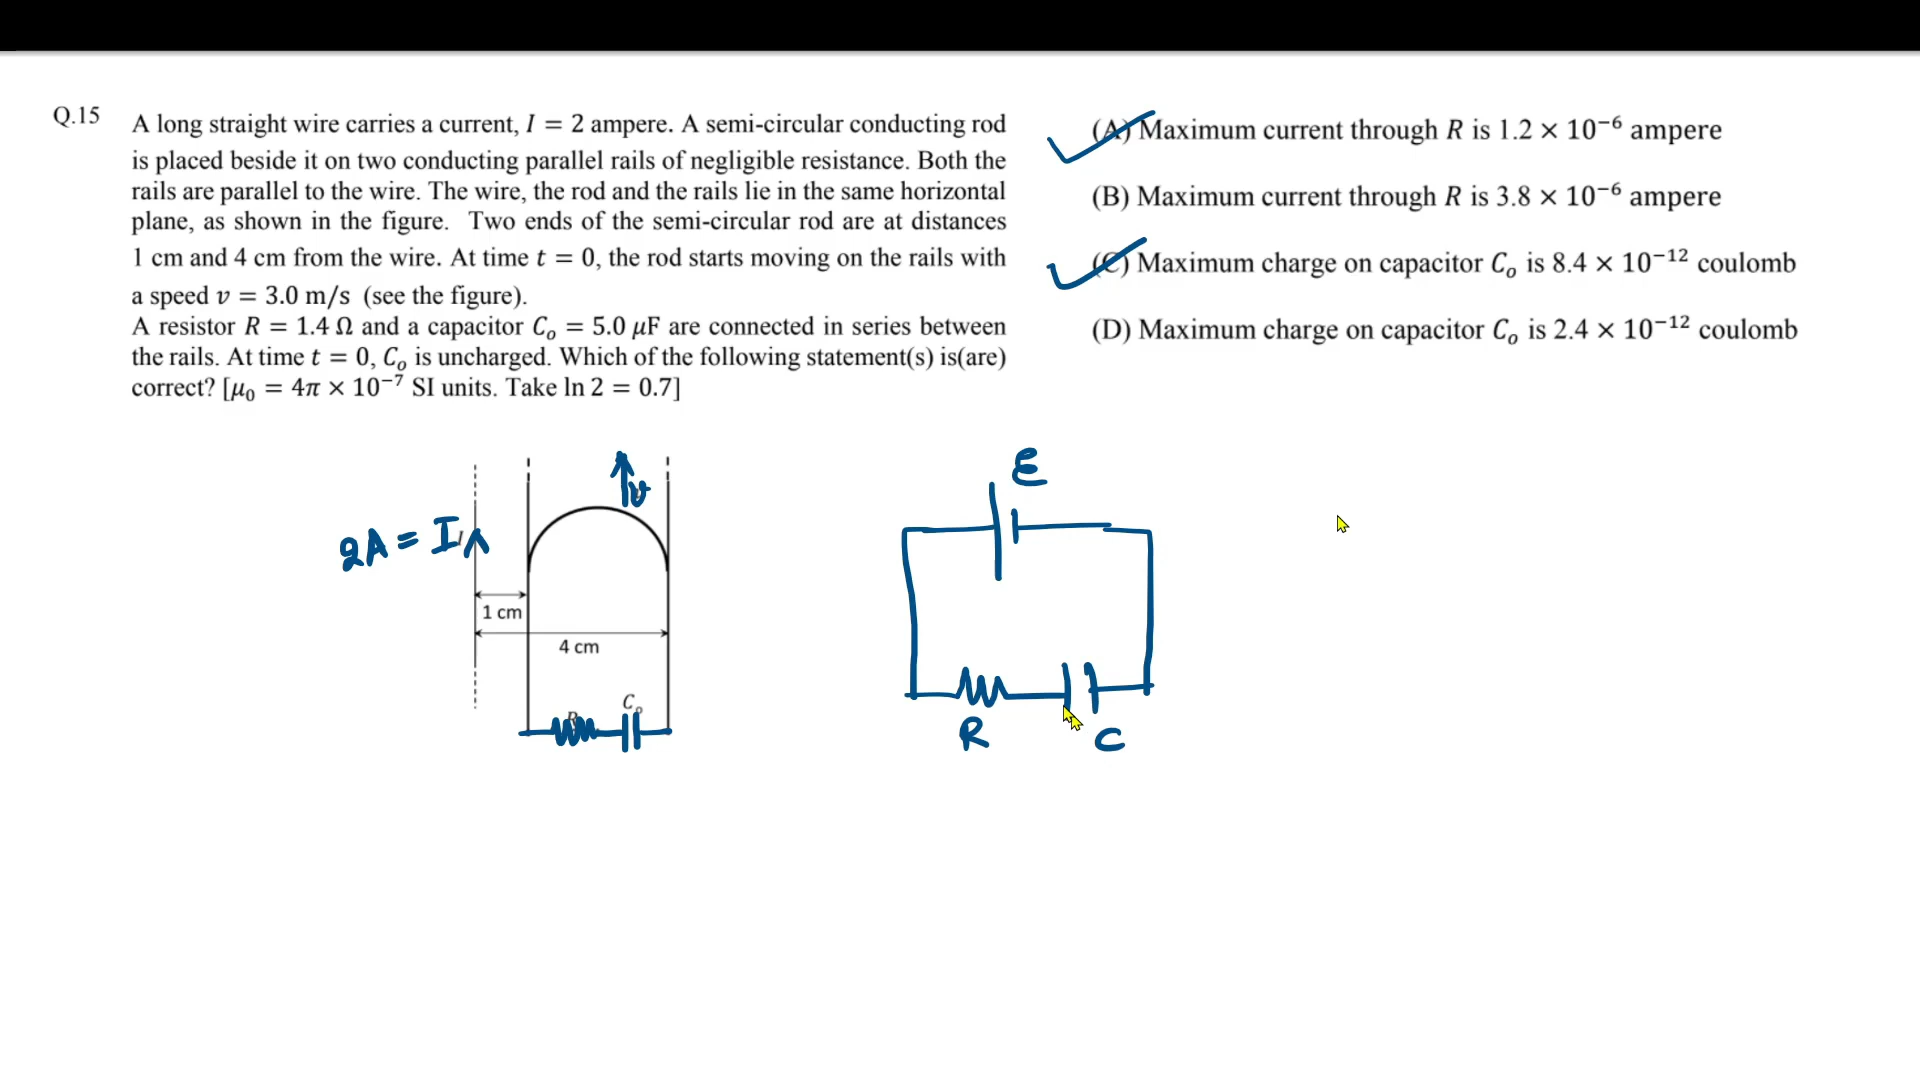 Q.15
A long straight wire carries a current, I = 2 ampere. A semi-circular conducting rod
is placed beside it on two conducting parallel rails of negligible resistance. Both the
rails are parallel to the wire. The wire, the rod and the rails lie in the same horizontal
plane, as shown in the figure. Two ends of the semi-circular rod are at distances
1 cm and 4 cm from the wire. At time t = 0, the rod starts moving on the rails with
a speed v = 3.0 m/s (see the figure).
A resistor R = 1.4 Ω and a capacitor Cₒ = 5.0 μF are connected in series between
the rails. At time t = 0, Cₒ is uncharged. Which of the following statement(s) is(are)
correct? [μ₀ = 4π × 10⁻⁷ SI units. Take ln 2 = 0.7]
(A) Maximum current through R is 1.2 × 10⁻⁶ ampere
(B) Maximum current through R is 3.8 × 10⁻⁶ ampere
(C) Maximum charge on capacitor Cₒ is 8.4 × 10⁻¹² coulomb
(D) Maximum charge on capacitor Cₒ is 2.4 × 10⁻¹² coulomb
v
2A = I
1 cm
4 cm
R
Cₒ
ε
R
C